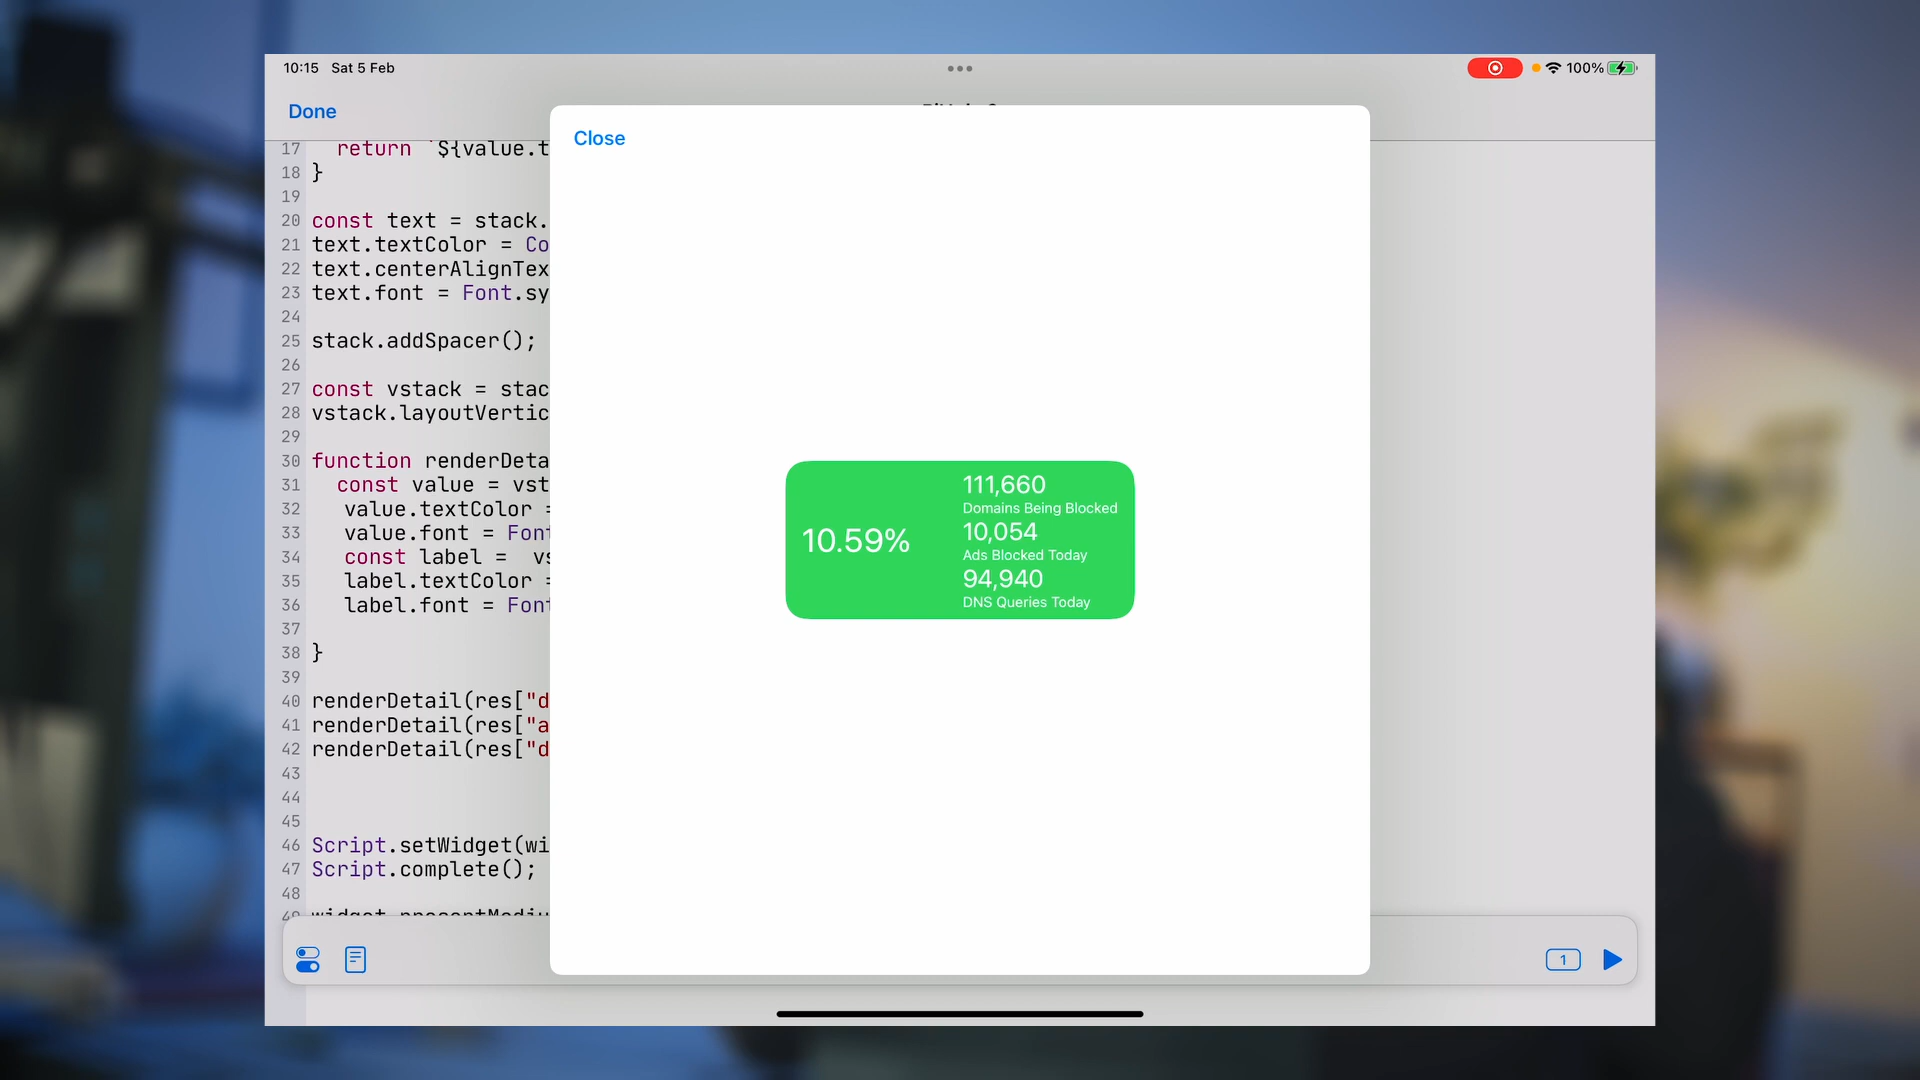 10:15 Sat 5 Feb
100%
Done
Close
17 return `${value.t
18 }
19
20 const text = stack.
21 text.textColor = Co
22 text.centerAlignTex
23 text.font = Font.sy
24
25 stack.addSpacer();
26
27 const vstack = stac
28 vstack.layoutVertic
29
30 function renderDeta
31 const value = vst
32 value.textColor =
33 value.font = Font
34 const label = vs
35 label.textColor =
36 label.font = Font
37
38 }
39
40 renderDetail(res["d
41 renderDetail(res["a
42 renderDetail(res["d
43
44
45
46 Script.setWidget(wi
47 Script.complete();
48
10.59%
111,660
Domains Being Blocked
10,054
Ads Blocked Today
94,940
DNS Queries Today
1